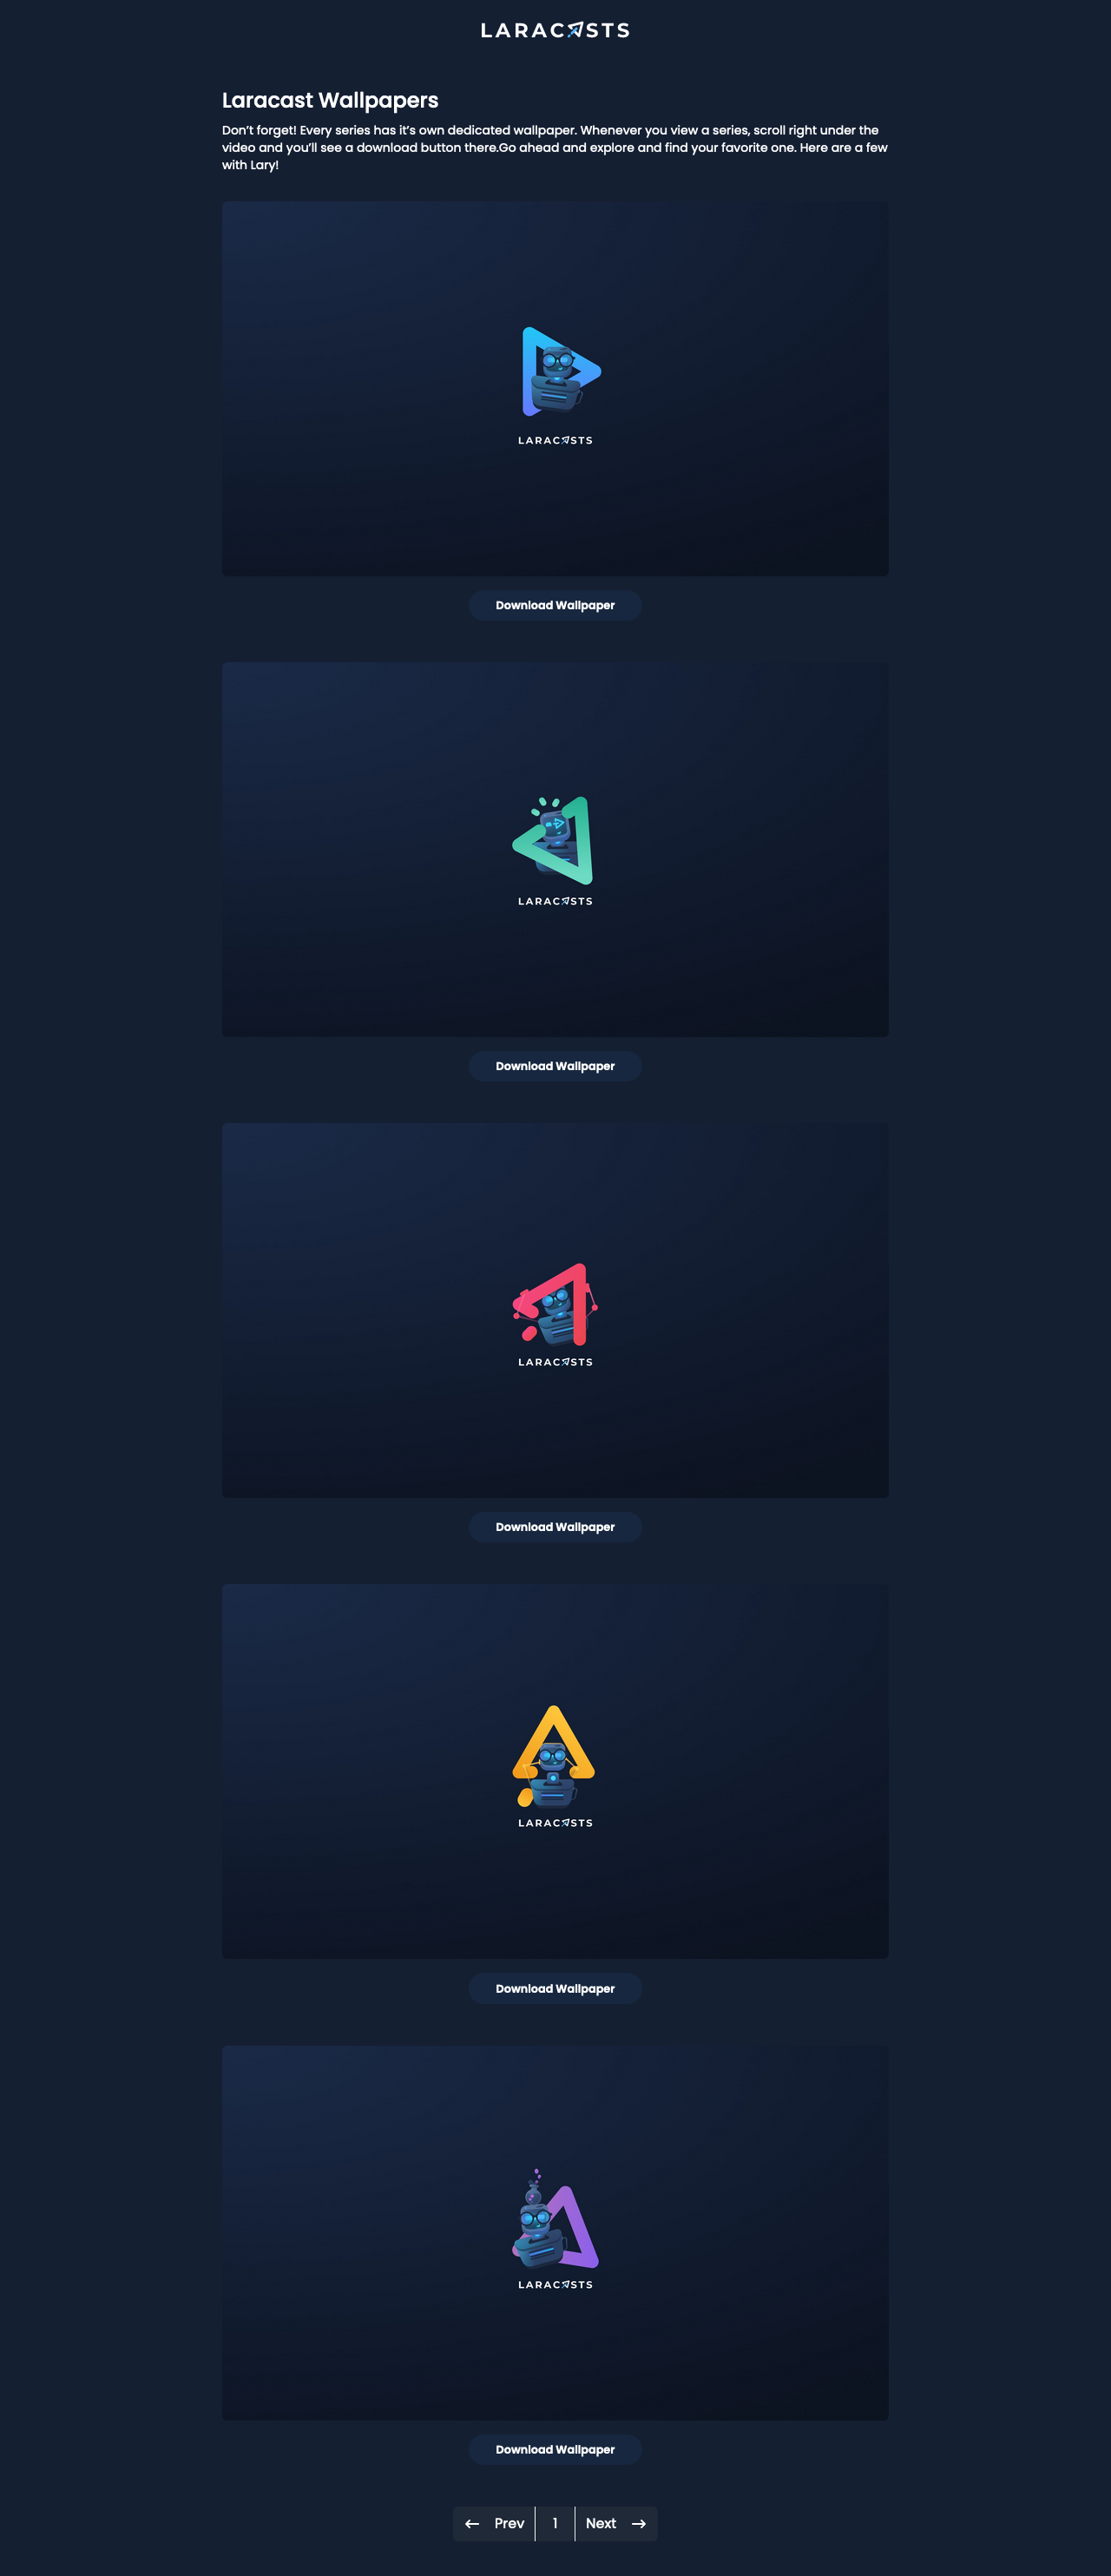 LARACASTS
Laracast Wallpapers
Don’t forget! Every series has it’s own dedicated wallpaper. Whenever you view a series, scroll right under the
video and you’ll see a download button there.Go ahead and explore and find your favorite one. Here are a few
with Lary!
LARACASTS
Download Wallpaper
LARACASTS
Download Wallpaper
LARACASTS
Download Wallpaper
LARACASTS
Download Wallpaper
LARACASTS
Download Wallpaper
← Prev 1 Next →